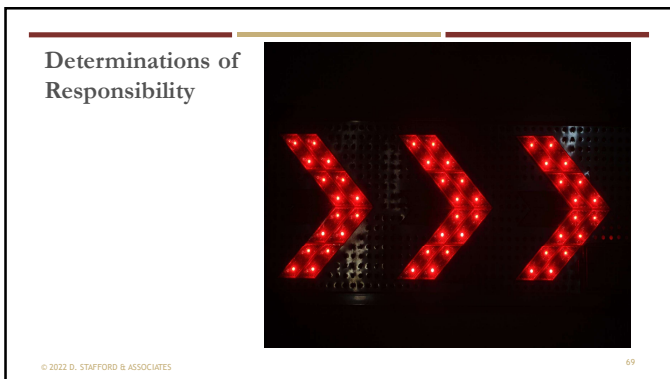 Determinations of
Responsibility
© 2022 D. STAFFORD & ASSOCIATES
69